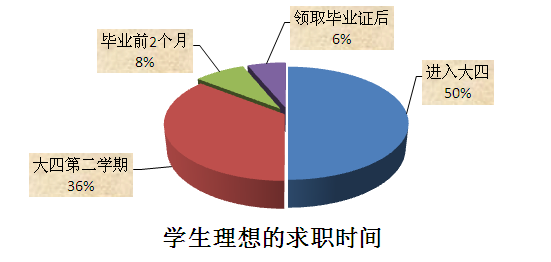 领取毕业证后
6%
毕业前2个月
8%
进入大四
50%
大四第二学期
36%
学生理想的求职时间